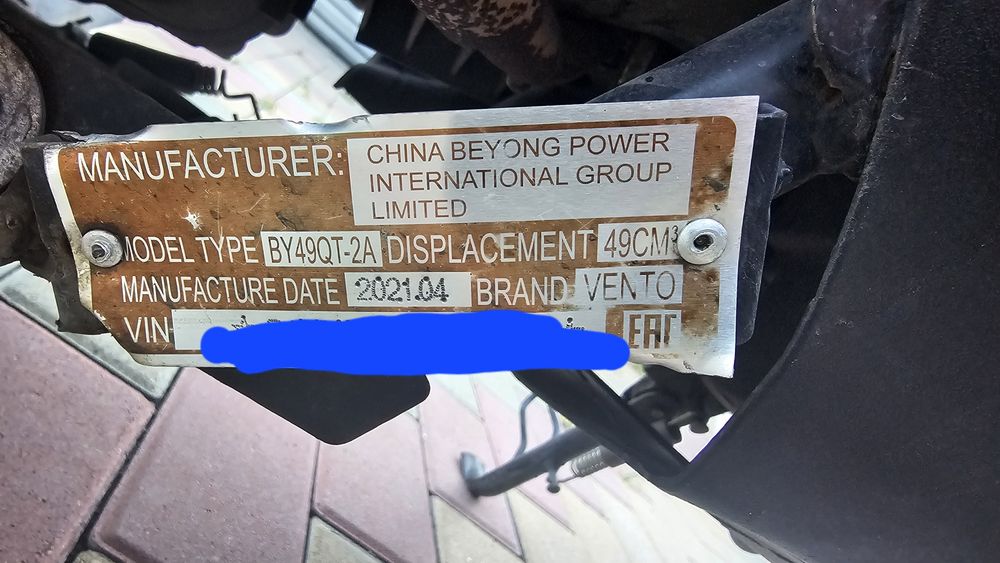 MANUFACTURER: CHINA BEYONG POWER
INTERNATIONAL GROUP
LIMITED
MODEL TYPE BY49QT-2A DISPLACEMENT 49CM³
MANUFACTURE DATE 2021.04 BRAND VENTO
VIN EAC